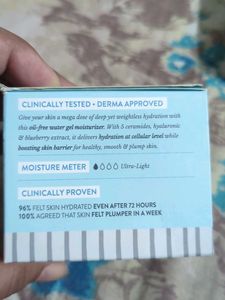 CLINICALLY TESTED • DERMA APPROVED
Give your skin a mega dose of deep yet weightless hydration with
this oil-free water gel moisturizer. With 5 ceramides, hyaluronic
& blueberry extract, it delivers hydration at cellular level while
boosting skin barrier for healthy, smooth & plump skin.
MOISTURE METER Ultra-Light
CLINICALLY PROVEN
96% FELT SKIN HYDRATED EVEN AFTER 72 HOURS
100% AGREED THAT SKIN FELT PLUMPER IN A WEEK